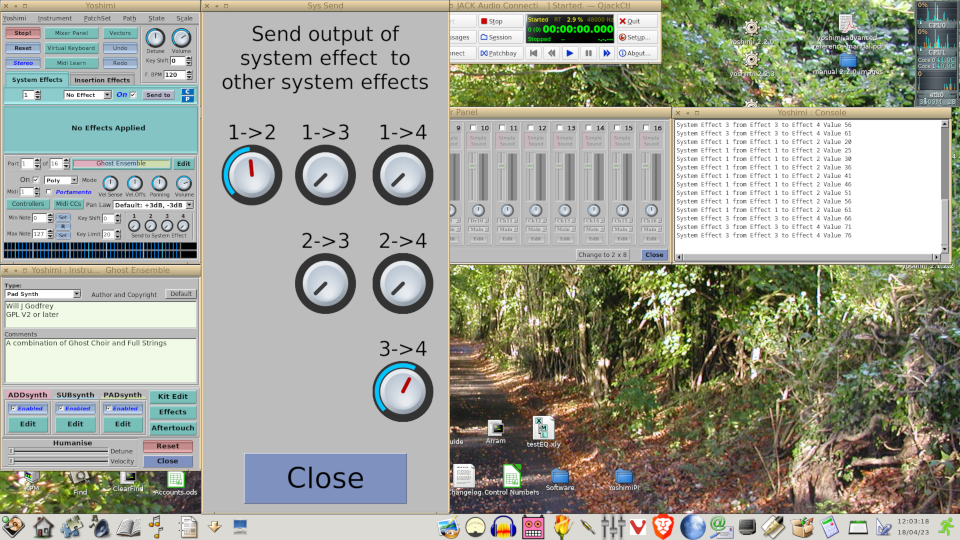 Yoshimi
Yoshimi Instrument PatchSet Path State Scale
Stop! Mixer Panel Vectors
Reset Virtual Keyboard Undo
Stereo Midi Learn Redo
Detune Volume
Key Shift 0
BPM 120
System Effects Insertion Effects
1 No Effect On Send to C P
No Effects Applied
Part 1 of 16 Ghost Ensemble Edit
On Poly Mode
Midi 1 Portamento
Vel Sense Vel Offs Panning Volume
Controllers Midi CCs Pan Law Default: +3dB, -3dB
Min Note 0 Set Key Shift 0 1 2 3 4
R
Max Note 127 Set Key Limit 20 Send to System Effect
Yoshimi : Instru... Ghost Ensemble
Type:
Pad Synth Author and Copyright Default
Will J Godfrey
GPL V2 or later
Comments
A combination of Ghost Choir and Full Strings
ADDsynth SUBsynth PADsynth Kit Edit
Enabled Enabled Enabled Effects
Edit Edit Edit Aftertouch
Humanise Reset
Detune
Velocity Close
Sys Send
Send output of
system effect to
other system effects
1->2 1->3 1->4
2->3 2->4
3->4
Close
JACK Audio Connecti... ] Started. — QjackCtl
Stop Started RT 2.9 % 48000 Hz Quit
Session 00:00:00.000 Setup...
Patchbay Stopped About...
Panel
9 10 11 12 13 14 15 16
Edit Edit Edit Edit Edit Edit Edit
Change to 2 x 8 Close
Yoshimi : Console
System Effect 3 from Effect 3 to Effect 4 Value 56
System Effect 3 from Effect 3 to Effect 4 Value 61
System Effect 1 from Effect 1 to Effect 2 Value 20
System Effect 1 from Effect 1 to Effect 2 Value 25
System Effect 1 from Effect 1 to Effect 2 Value 30
System Effect 1 from Effect 1 to Effect 2 Value 36
System Effect 1 from Effect 1 to Effect 2 Value 41
System Effect 1 from Effect 1 to Effect 2 Value 46
System Effect 1 from Effect 1 to Effect 2 Value 51
System Effect 1 from Effect 1 to Effect 2 Value 56
System Effect 1 from Effect 1 to Effect 2 Value 61
System Effect 3 from Effect 3 to Effect 4 Value 66
System Effect 3 from Effect 3 to Effect 4 Value 71
System Effect 3 from Effect 3 to Effect 4 Value 76
manual 2.2.0 images
0%
CPU0
0%
CPU1
eth0
Arram
testEQ.xly
Find ClearFind Accounts.ods
Changelog Control Numbers Software YoshimiPi
12:03:18
18/04/23